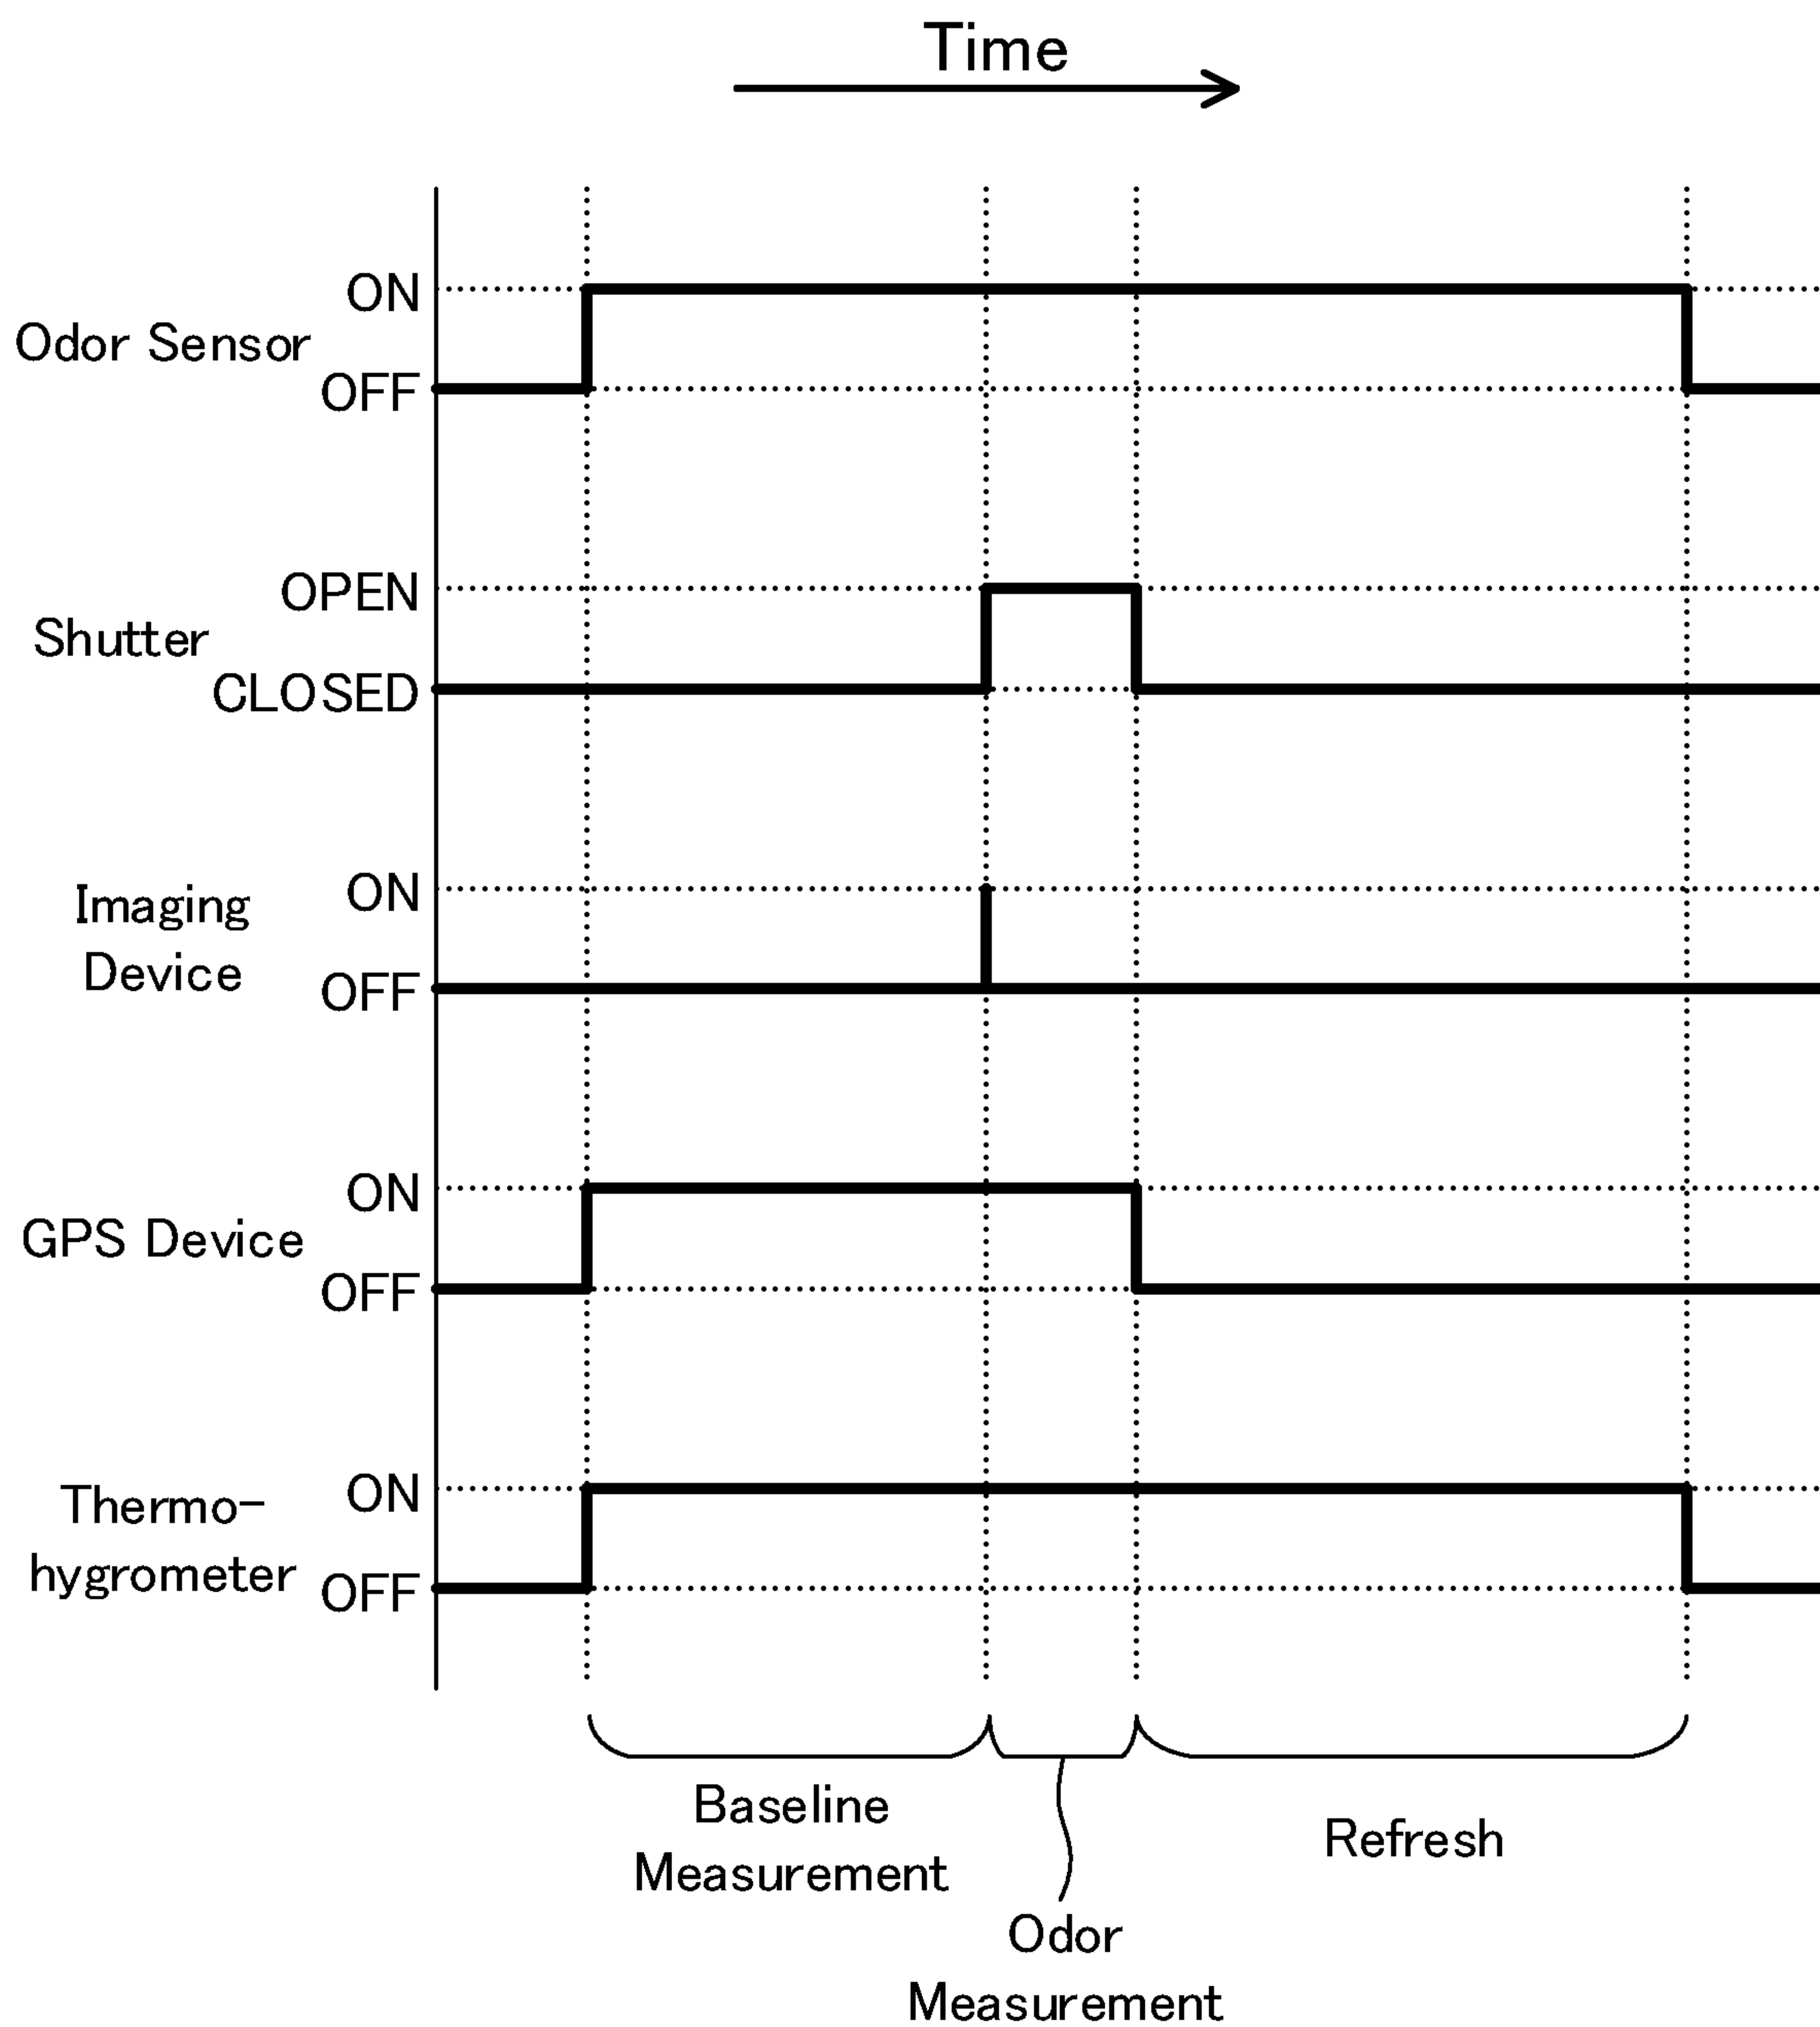 Time
ON
Odor Sensor
OFF
OPEN
Shutter
CLOSED
ON
Imaging
Device
OFF
ON
GPS Device
OFF
ON
Thermo-
hygrometer
OFF
Baseline
Measurement
Refresh
Odor
Measurement